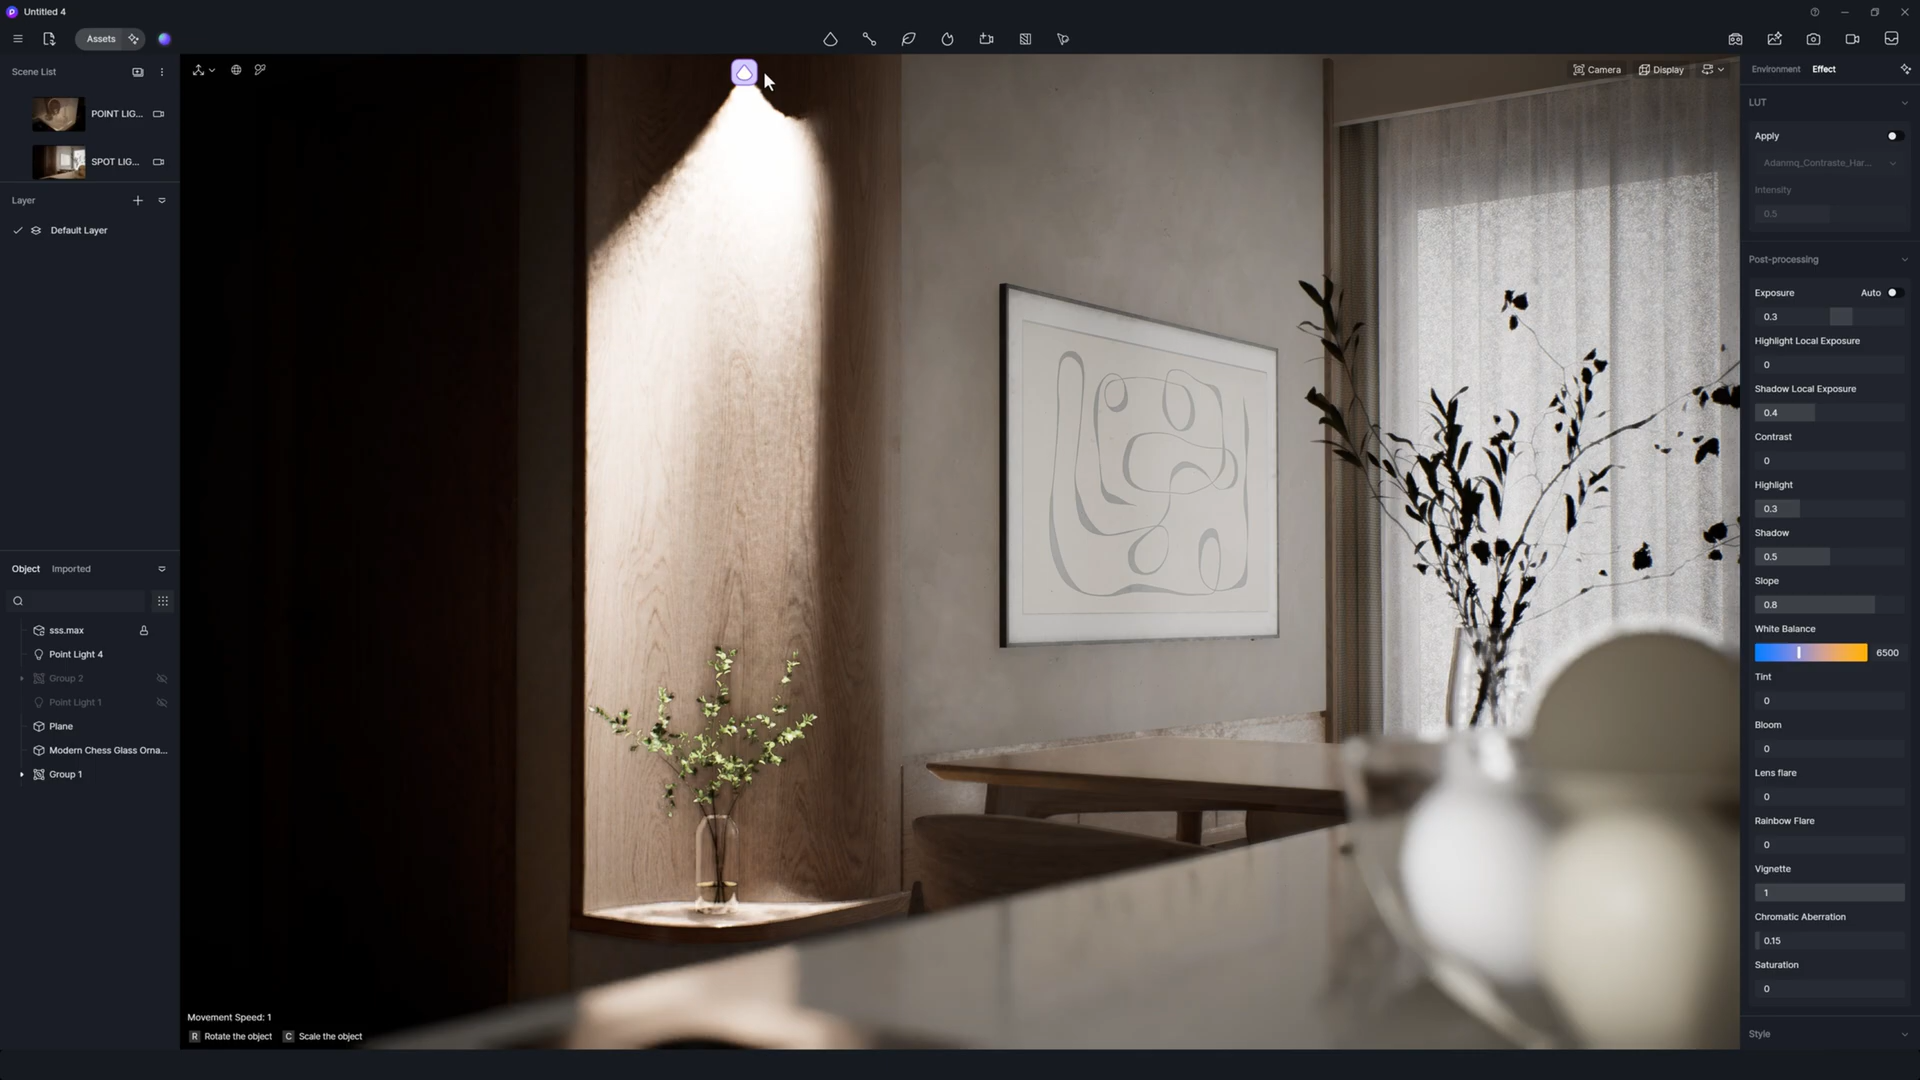 Untitled 4
Assets
Scene List
POINT LIG...
SPOT LIG...
Layer
Default Layer
Object Imported
sss.max
Point Light 4
Group 2
Point Light 1
Plane
Modern Chess Glass Orna...
Group 1
Camera Display
Movement Speed: 1
R Rotate the object C Scale the object
Environment Effect
LUT
Apply
Adanmq_Contraste_Har...
Intensity
0.5
Post-processing
Exposure Auto
0.3
Highlight Local Exposure
0
Shadow Local Exposure
0.4
Contrast
0
Highlight
0.3
Shadow
0.5
Slope
0.8
White Balance
6500
Tint
0
Bloom
0
Lens flare
0
Rainbow Flare
0
Vignette
1
Chromatic Aberration
0.15
Saturation
0
Style